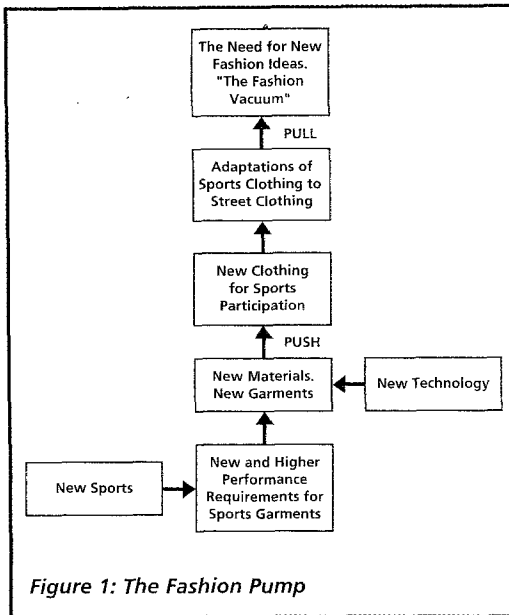 The Need for New
Fashion Ideas.
"The Fashion
Vacuum"
PULL
Adaptations of
Sports Clothing to
Street Clothing
New Clothing
for Sports
Participation
PUSH
New Materials.
New Garments
New Technology
New and Higher
Performance
Requirements for
Sports Garments
New Sports
Figure 1: The Fashion Pump